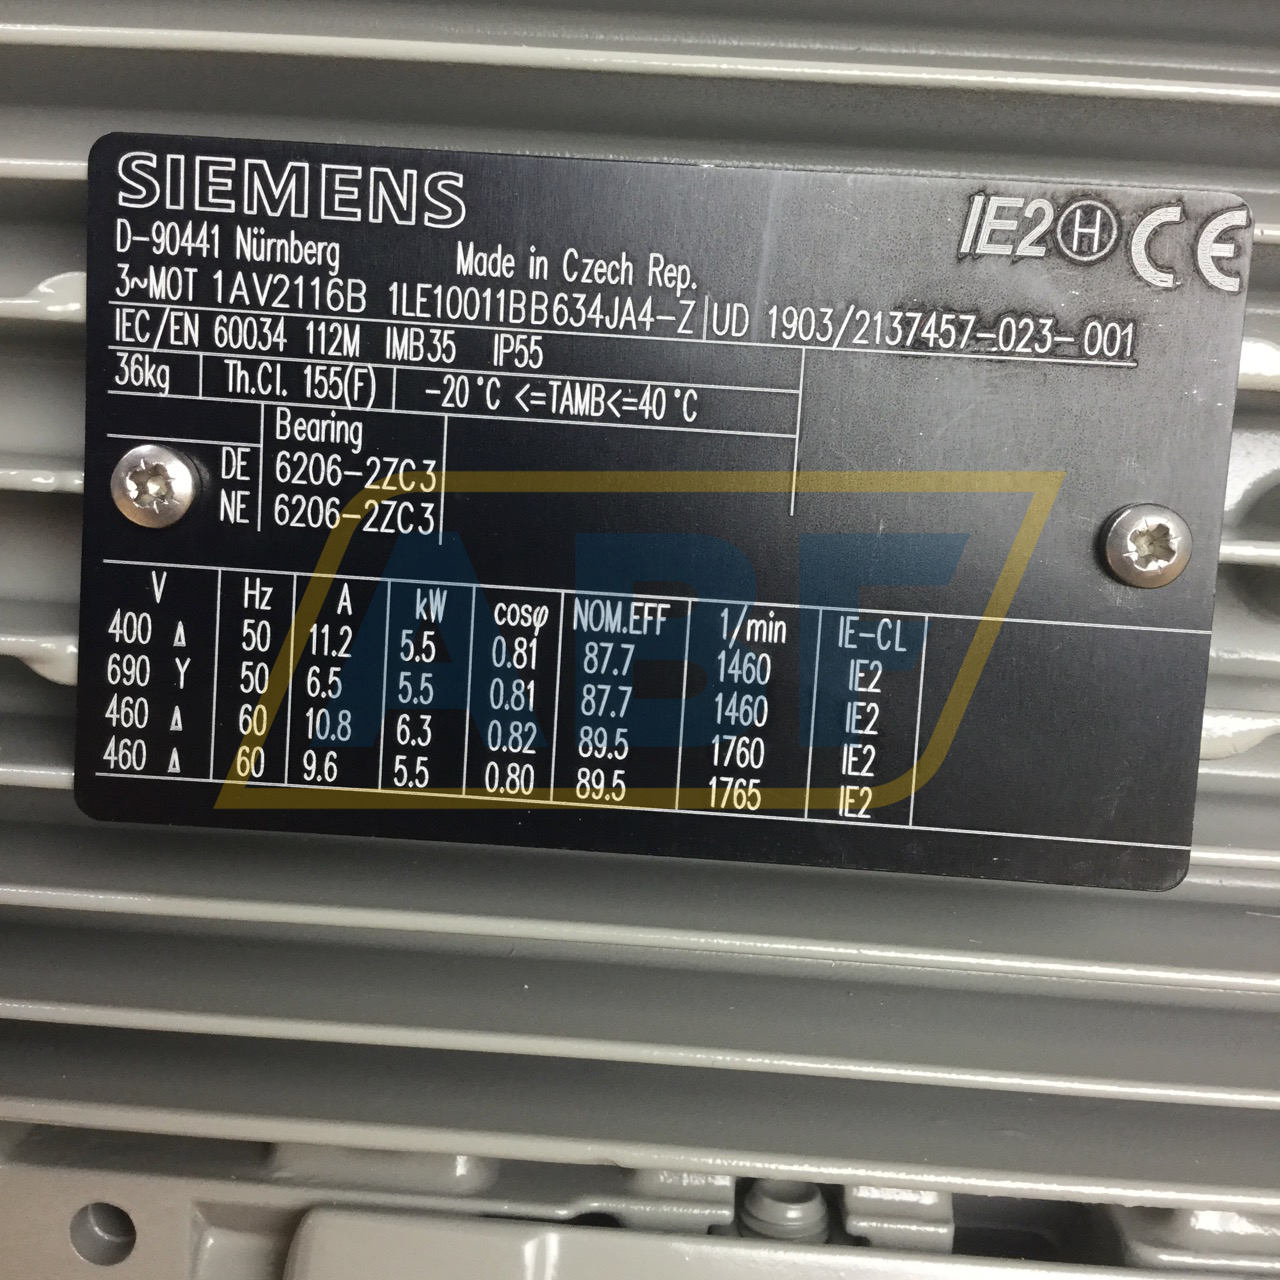 SIEMENS
IE2 H CE
D-90441 Nürnberg Made in Czech Rep.
3~MOT 1AV2116B 1LE10011BB634JA4-Z UD 1903/2137457-023-001
IEC/EN 60034 112M IMB35 IP55
36kg Th.Cl. 155(F) -20°C <=TAMB<=40°C
Bearing
DE 6206-2ZC3
NE 6206-2ZC3
V Hz A kW cosφ NOM.EFF 1/min IE-CL
400 Δ 50 11.2 5.5 0.81 87.7 1460 IE2
690 Y 50 6.5 5.5 0.81 87.7 1460 IE2
460 Δ 60 10.8 6.3 0.82 89.5 1760 IE2
460 Δ 60 9.6 5.5 0.80 89.5 1765 IE2
ABF